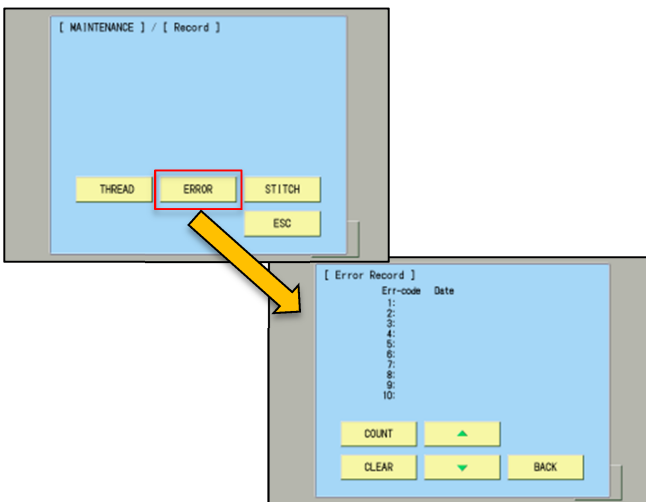 [ MAINTENANCE ] / [ Record ]
THREAD ERROR STITCH
ESC
[ Error Record ]
Err-code Date
1:
2:
3:
4:
5:
6:
7:
8:
9:
10:
COUNT
CLEAR BACK